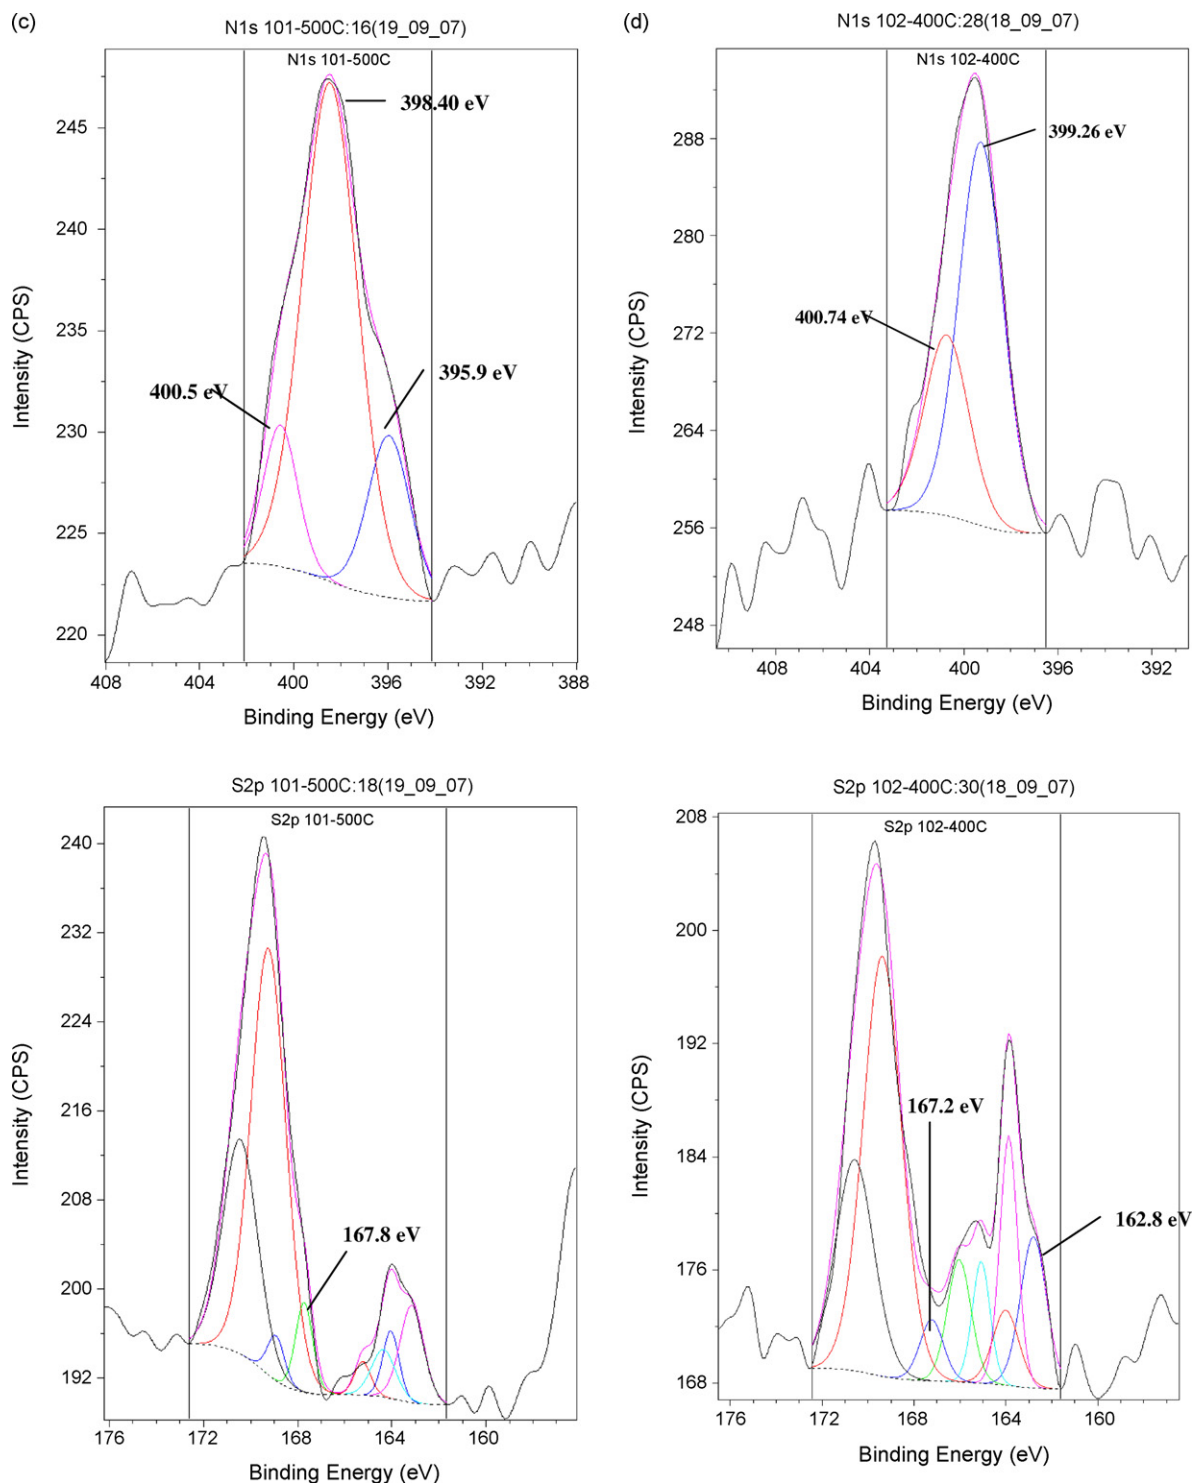 (c)
N1s 101-500C:16(19_09_07)
N1s 101-500C
398.40 eV
400.5 eV
395.9 eV
Intensity (CPS)
245
240
235
230
225
220
408 404 400 396 392 388
Binding Energy (eV)
(d)
N1s 102-400C:28(18_09_07)
N1s 102-400C
399.26 eV
400.74 eV
Intensity (CPS)
288
280
272
264
256
248
408 404 400 396 392
Binding Energy (eV)
S2p 101-500C:18(19_09_07)
S2p 101-500C
167.8 eV
Intensity (CPS)
240
232
224
216
208
200
192
176 172 168 164 160
Binding Energy (eV)
S2p 102-400C:30(18_09_07)
S2p 102-400C
167.2 eV
162.8 eV
Intensity (CPS)
208
200
192
184
176
168
176 172 168 164 160
Binding Energy (eV)